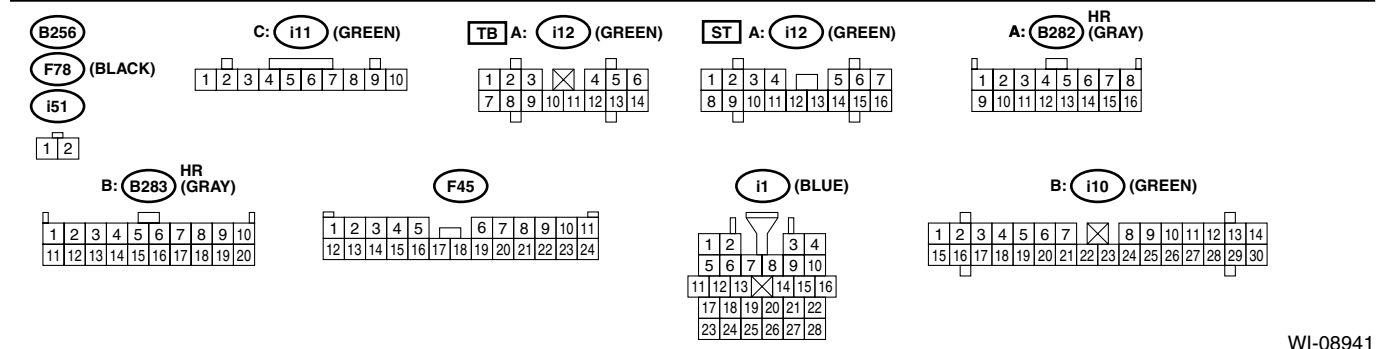 B256
F78 (BLACK)
i51
1 2
C: i11 (GREEN)
1 2 3 4 5 6 7 8 9 10
TB A: i12 (GREEN)
1 2 3 4 5 6
7 8 9 10 11 12 13 14
ST A: i12 (GREEN)
1 2 3 4 5 6 7
8 9 10 11 12 13 14 15 16
HR
A: B282 (GRAY)
1 2 3 4 5 6 7 8
9 10 11 12 13 14 15 16
HR
B: B283 (GRAY)
1 2 3 4 5 6 7 8 9 10
11 12 13 14 15 16 17 18 19 20
F45
1 2 3 4 5 6 7 8 9 10 11
12 13 14 15 16 17 18 19 20 21 22 23 24
i1 (BLUE)
1 2 3 4
5 6 7 8 9 10
11 12 13 14 15 16
17 18 19 20 21 22
23 24 25 26 27 28
B: i10 (GREEN)
1 2 3 4 5 6 7 8 9 10 11 12 13 14
15 16 17 18 19 20 21 22 23 24 25 26 27 28 29 30
WI-08941